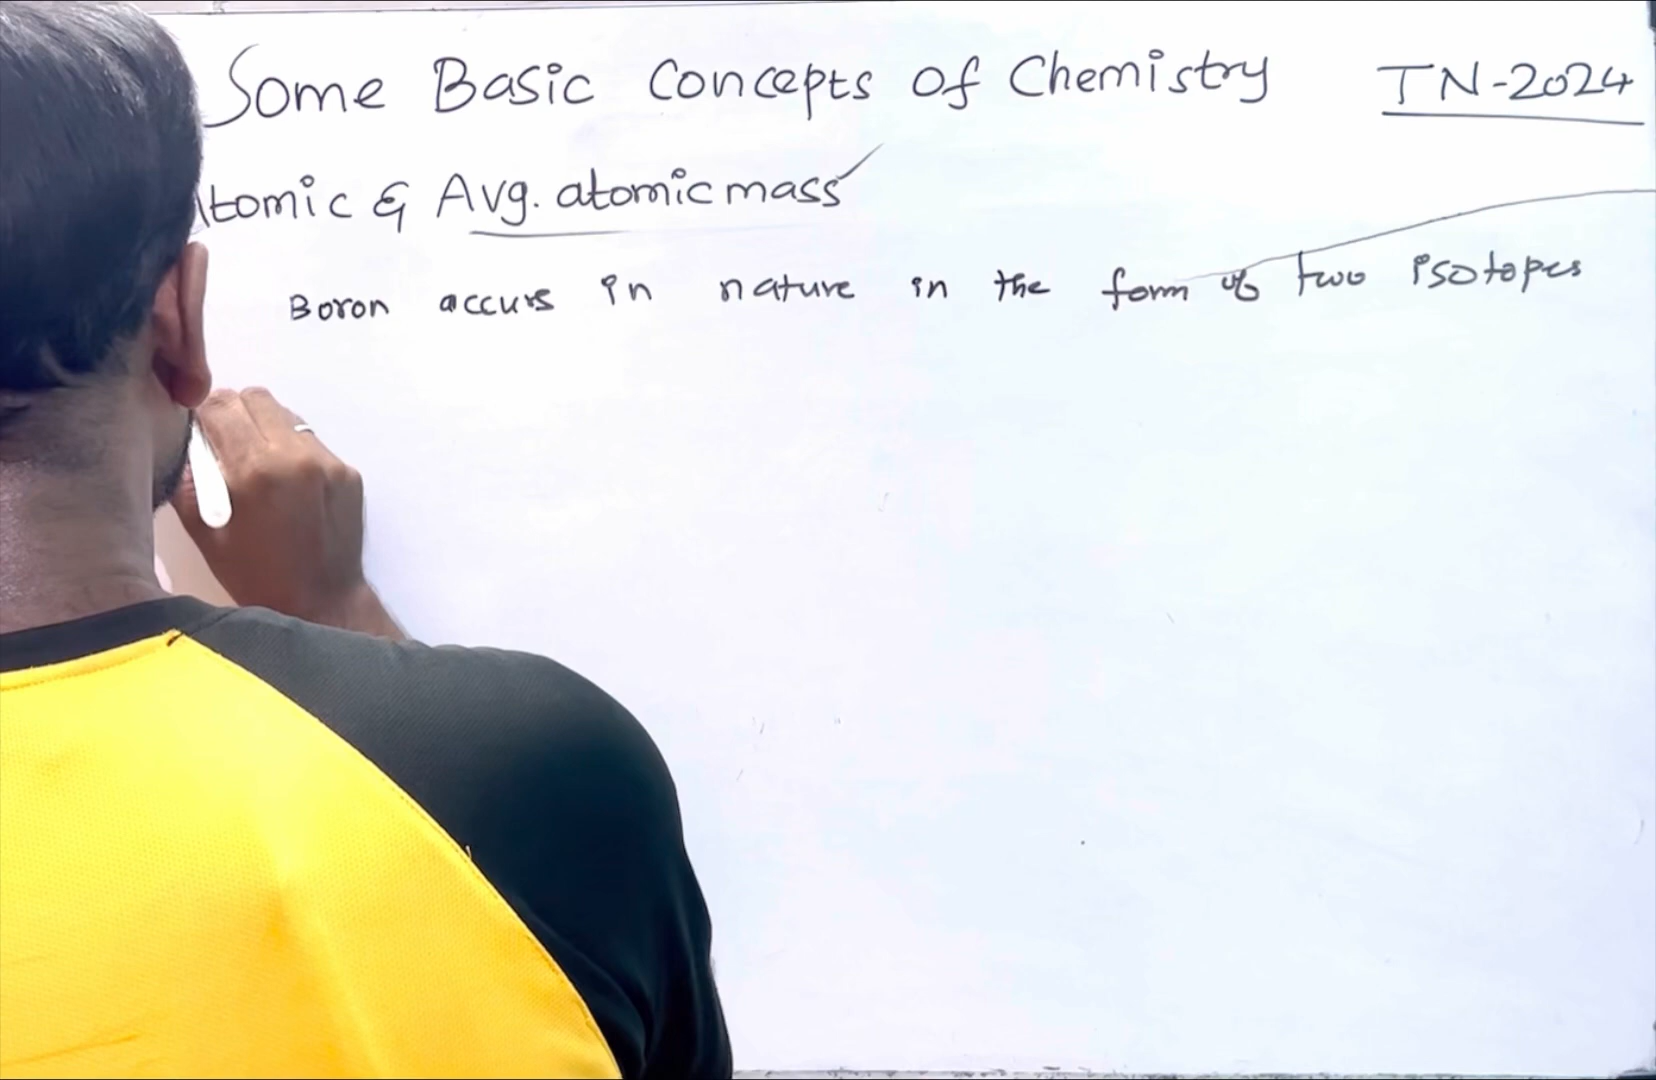 Some Basic Concepts of Chemistry TN-2024
Atomic & Avg. atomic mass
Boron accurs in nature in the form of two isotopes